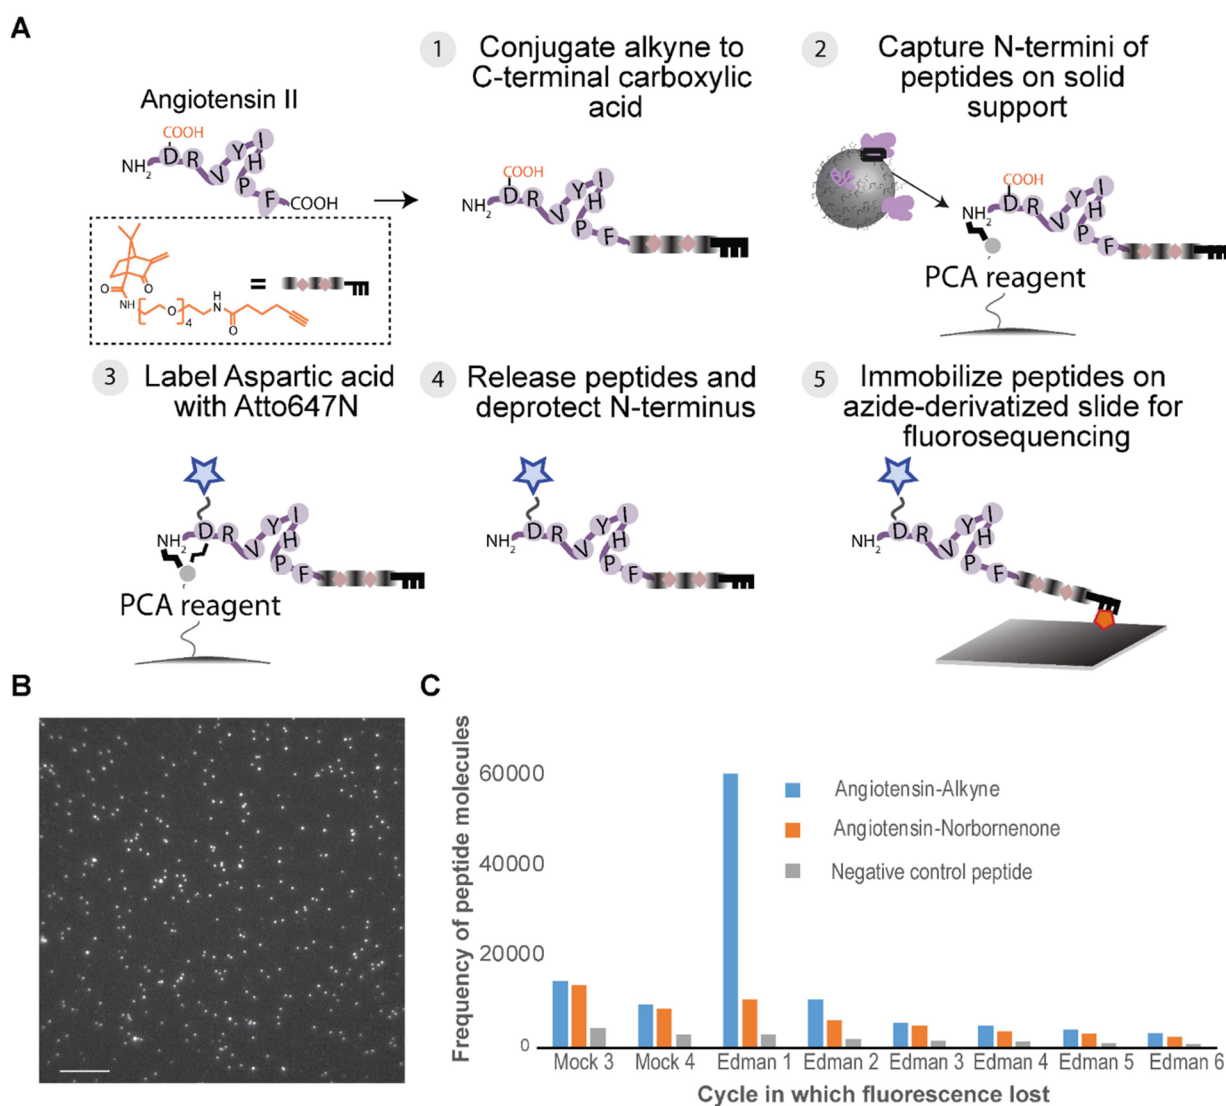 A
1
Conjugate alkyne to
C-terminal carboxylic
acid
2
Capture N-termini of
peptides on solid
support
Angiotensin II
COOH
NH2 D R V Y I H P F COOH
O
O
NH
O
4
H
N
O
=
COOH
NH2 D R V Y I H P F
COOH
NH2 D R V Y I H P F
PCA reagent
3
Label Aspartic acid
with Atto647N
4
Release peptides and
deprotect N-terminus
5
Immobilize peptides on
azide-derivatized slide for
fluorosequencing
NH2 D R V Y I H P F
PCA reagent
NH2 D R V Y I H P F
NH2 D R V Y I H P F
B
C
Frequency of peptide molecules
60000
40000
20000
0
Angiotensin-Alkyne
Angiotensin-Norbornenone
Negative control peptide
Mock 3 Mock 4 Edman 1 Edman 2 Edman 3 Edman 4 Edman 5 Edman 6
Cycle in which fluorescence lost